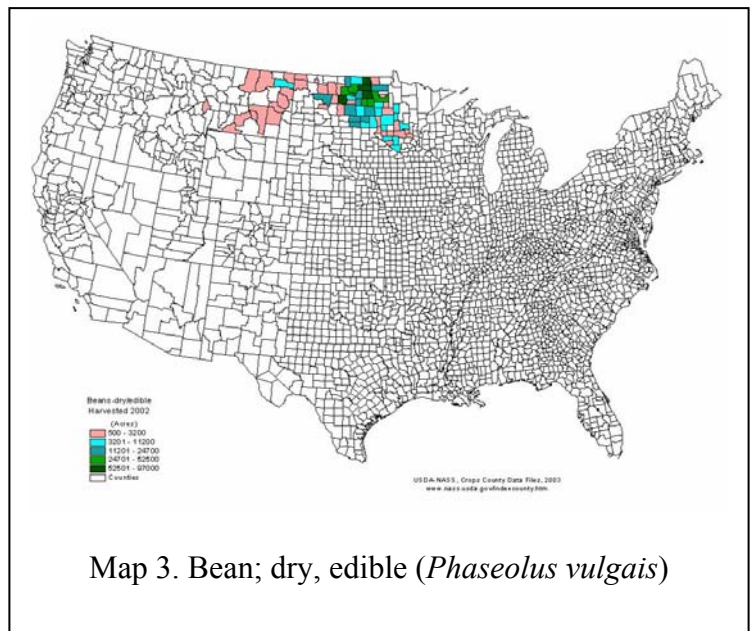 Beans-dry/edible
Harvested 2002
(Acres)
500 - 3200
3201 - 11200
11201 - 24700
24701 - 52500
52501 - 97000
Counties
USDA-NASS, Crops County Data Files, 2003
www.nass.usda.gov/indexcounty.htm
Map 3. Bean; dry, edible (Phaseolus vulgais)